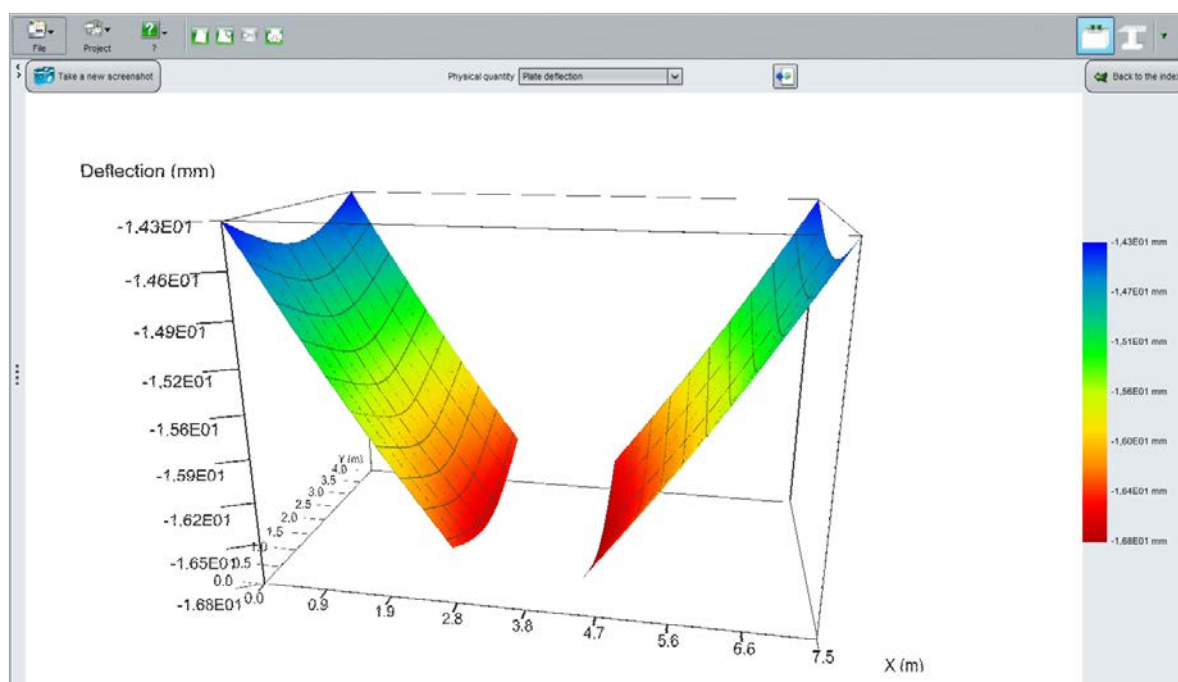 File
Project
?
Take a new screenshot
Physical quantity Plate deflection
Back to the index
Deflection (mm)
-1.43E01
-1.46E01
-1.49E01
-1.52E01
-1.56E01
-1.59E01
-1.62E01
-1.65E01
-1.68E01
Y (m)
4.0
3.5
3.0
2.5
2.0
1.5
1.0
0.5
0.0
0.0
0.9
1.9
2.8
3.8
4.7
5.6
6.6
7.5
X (m)
-1,43E01 mm
-1,47E01 mm
-1,51E01 mm
-1,56E01 mm
-1,60E01 mm
-1,64E01 mm
-1,68E01 mm